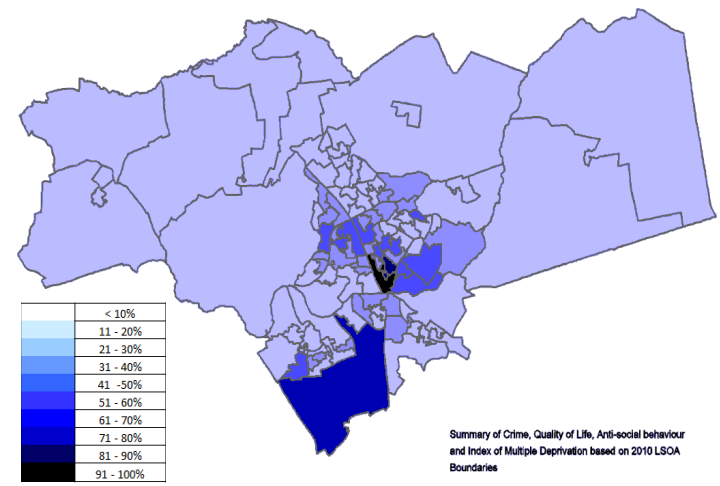 < 10%
11 - 20%
21 - 30%
31 - 40%
41 -50%
51 - 60%
61 - 70%
71 - 80%
81 - 90%
91 - 100%
Summary of Crime, Quality of Life, Anti-social behaviour
and Index of Multiple Deprivation based on 2010 LSOA
Boundaries